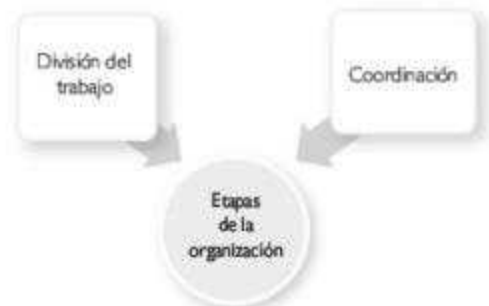 División del
trabajo
Coordinación
Etapas
de la
organización